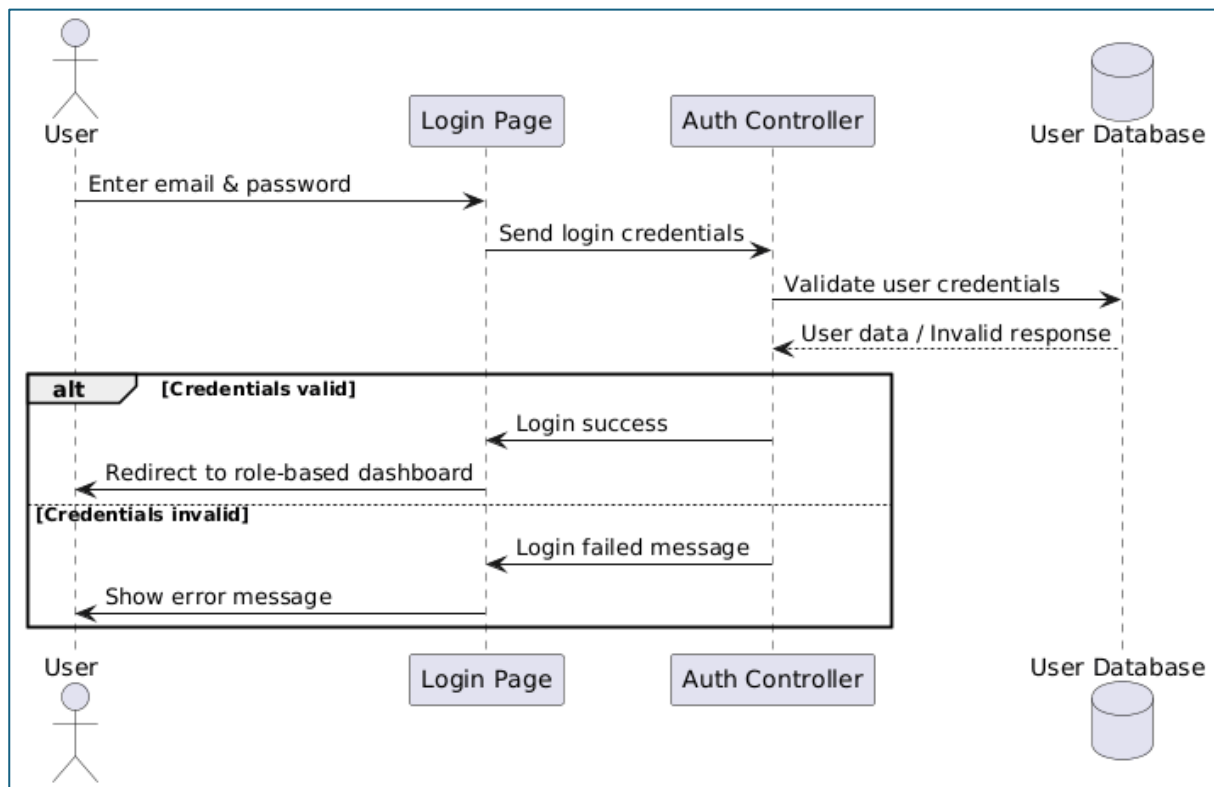 User
Login Page
Auth Controller
User Database
Enter email & password
Send login credentials
Validate user credentials
User data / Invalid response
alt [Credentials valid]
Login success
Redirect to role-based dashboard
[Credentials invalid]
Login failed message
Show error message
User
Login Page
Auth Controller
User Database